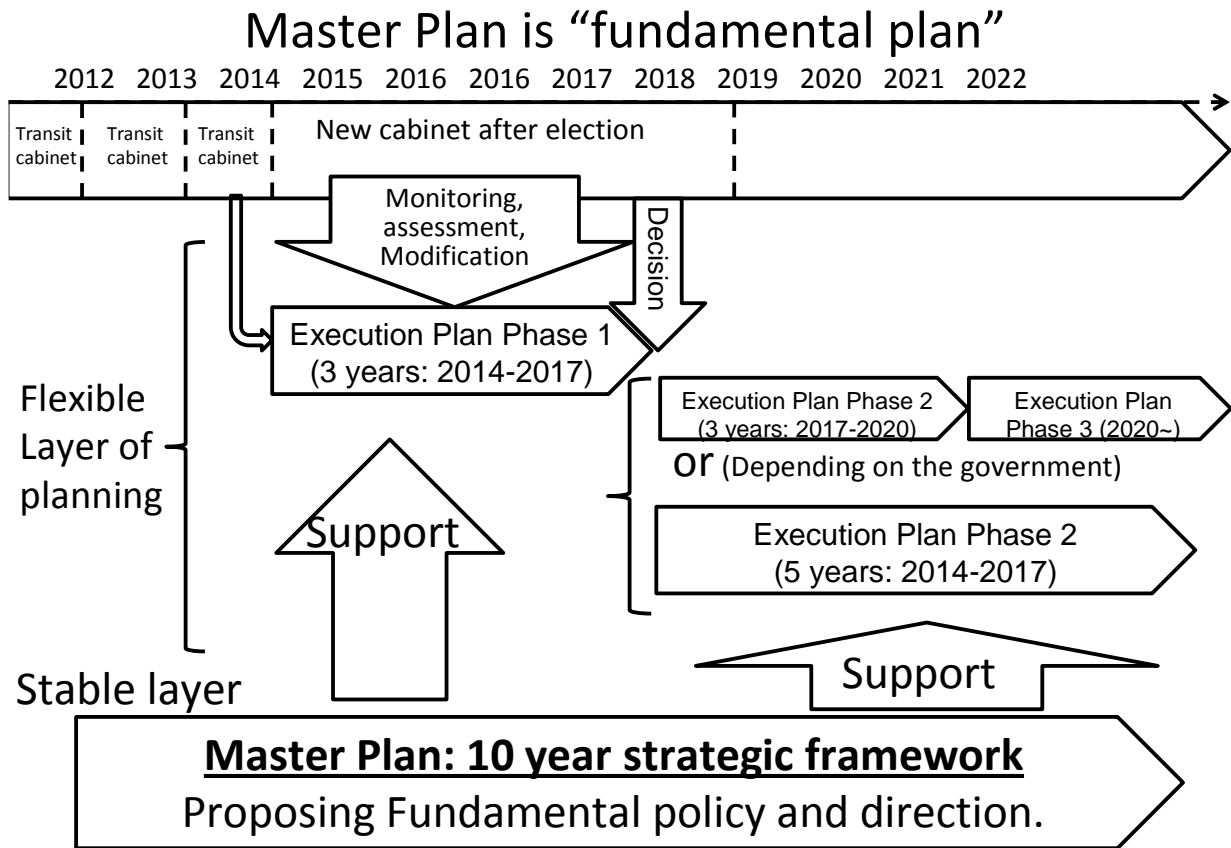 Master Plan is “fundamental plan”
2012 2013 2014 2015 2016 2016 2017 2018 2019 2020 2021 2022
Transit
cabinet
Transit
cabinet
Transit
cabinet
New cabinet after election
Monitoring,
assessment,
Modification
Decision
Execution Plan Phase 1
(3 years: 2014-2017)
Flexible
Layer of
planning
Execution Plan Phase 2
(3 years: 2017-2020)
Execution Plan
Phase 3 (2020~)
or (Depending on the government)
Support
Execution Plan Phase 2
(5 years: 2014-2017)
Support
Stable layer
Master Plan: 10 year strategic framework
Proposing Fundamental policy and direction.